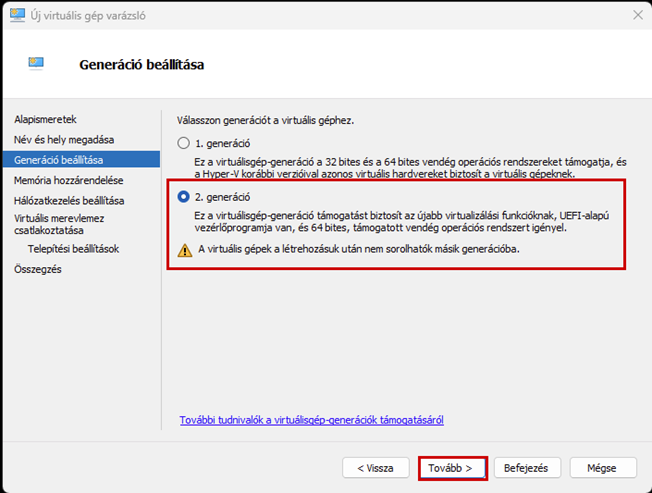 Új virtuális gép varázsló
Generáció beállítása
Alapismeretek
Név és hely megadása
Generáció beállítása
Memória hozzárendelése
Hálózatkezelés beállítása
Virtuális merevlemez
csatlakoztatása
Telepítési beállítások
Összegzés
Válasszon generációt a virtuális géphez.
1. generáció
Ez a virtuálisgép-generáció a 32 bites és a 64 bites vendég operációs rendszereket támogatja, és
a Hyper-V korábbi verzióival azonos virtuális hardvereket biztosít a virtuális gépeknek.
2. generáció
Ez a virtuálisgép-generáció támogatást biztosít az újabb virtualizálási funkcióknak, UEFI-alapú
vezérlőprogramja van, és 64 bites, támogatott vendég operációs rendszert igényel.
A virtuális gépek a létrehozásuk után nem sorolhatók másik generációba.
További tudnivalók a virtuálisgép-generációk támogatásáról
< Vissza
Tovább >
Befejezés
Mégse